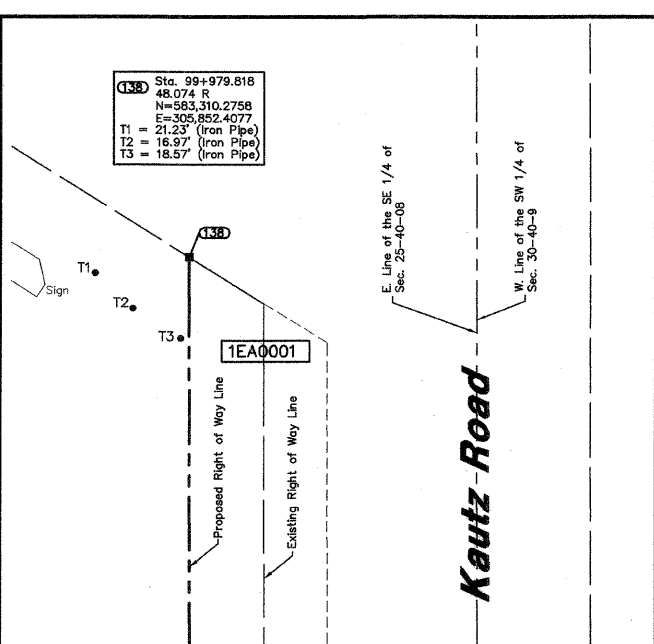 138 Sta. 99+979.818
48.074 R
N=583,310.2758
E=305,852.4077
T1 = 21.23' (Iron Pipe)
T2 = 16.97' (Iron Pipe)
T3 = 18.57' (Iron Pipe)
138
T1
Sign
T2
T3
1EA0001
Proposed Right of Way Line
Existing Right of Way Line
E. Line of the SE 1/4 of
Sec. 25-40-08
W. Line of the SW 1/4 of
Sec. 30-40-9
Kautz Road